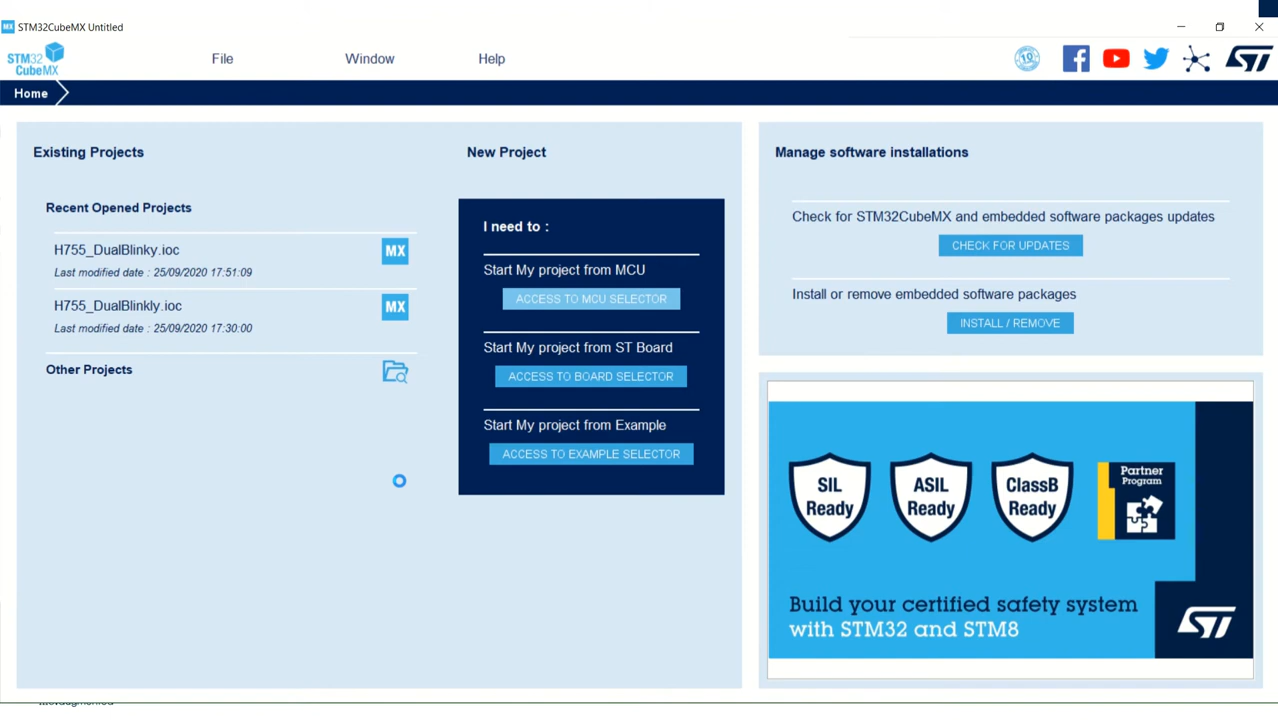 MX STM32CubeMX Untitled
STM32
CubeMX
File
Window
Help
10
ST
Home
Existing Projects
Recent Opened Projects
H755_DualBlinky.ioc
MX
Last modified date : 25/09/2020 17:51:09
H755_DualBlinkly.ioc
MX
Last modified date : 25/09/2020 17:30:00
Other Projects
New Project
I need to :
Start My project from MCU
ACCESS TO MCU SELECTOR
Start My project from ST Board
ACCESS TO BOARD SELECTOR
Start My project from Example
ACCESS TO EXAMPLE SELECTOR
Manage software installations
Check for STM32CubeMX and embedded software packages updates
CHECK FOR UPDATES
Install or remove embedded software packages
INSTALL / REMOVE
SIL
Ready
ASIL
Ready
ClassB
Ready
Partner
Program
Build your certified safety system
with STM32 and STM8
ST